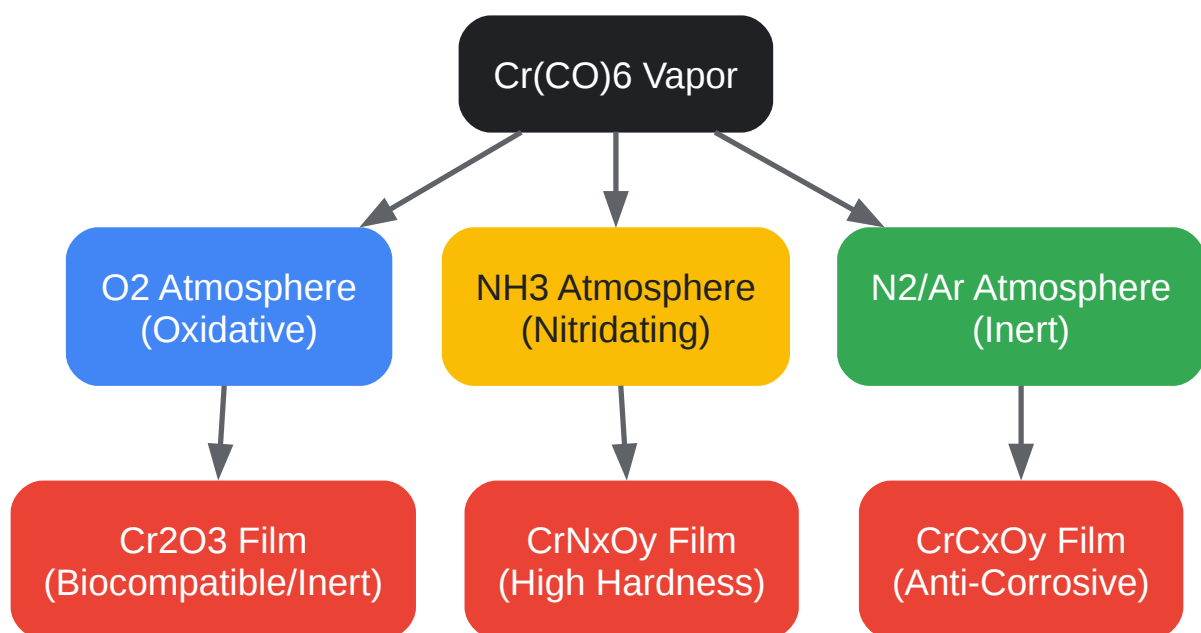 Cr(CO)6 Vapor
O2 Atmosphere
(Oxidative)
NH3 Atmosphere
(Nitridating)
N2/Ar Atmosphere
(Inert)
Cr2O3 Film
(Biocompatible/Inert)
CrNxOy Film
(High Hardness)
CrCxOy Film
(Anti-Corrosive)